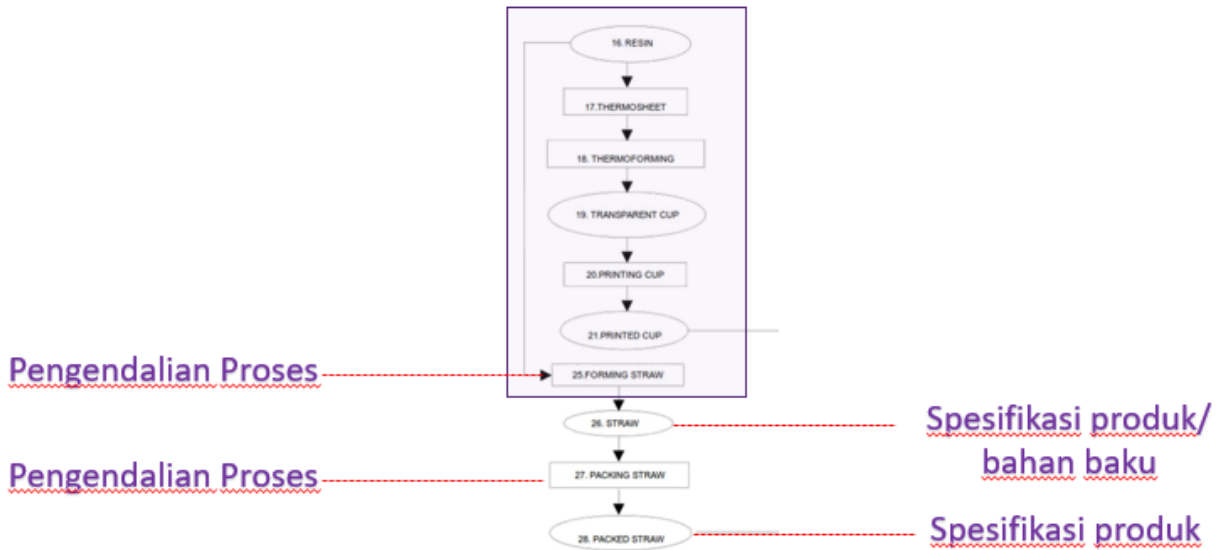 16. RESIN
17.THERMOSHEET
18. THERMOFORMING
19. TRANSPARENT CUP
20.PRINTING CUP
21.PRINTED CUP
Pengendalian Proses
25.FORMING STRAW
26. STRAW
Spesifikasi produk/
bahan baku
Pengendalian Proses
27. PACKING STRAW
28. PACKED STRAW
Spesifikasi produk